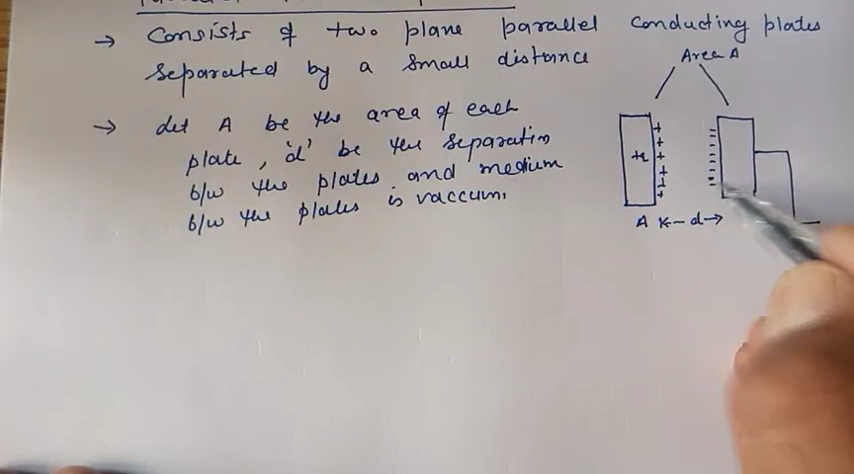 → Consists of two plane parallel conducting plates
separated by a small distance
Area A
→ Let A be the area of each
plate, 'd' be the separation
b/w the plates and medium
b/w the plates is vaccum.
A ← d →